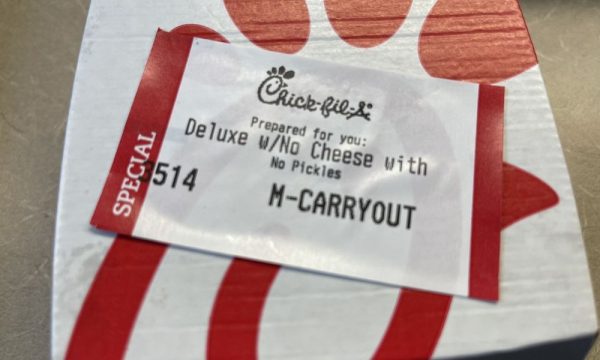 Chick-fil-A
Prepared for you:
Deluxe w/No Cheese with
No Pickles
3514
M-CARRYOUT
SPECIAL